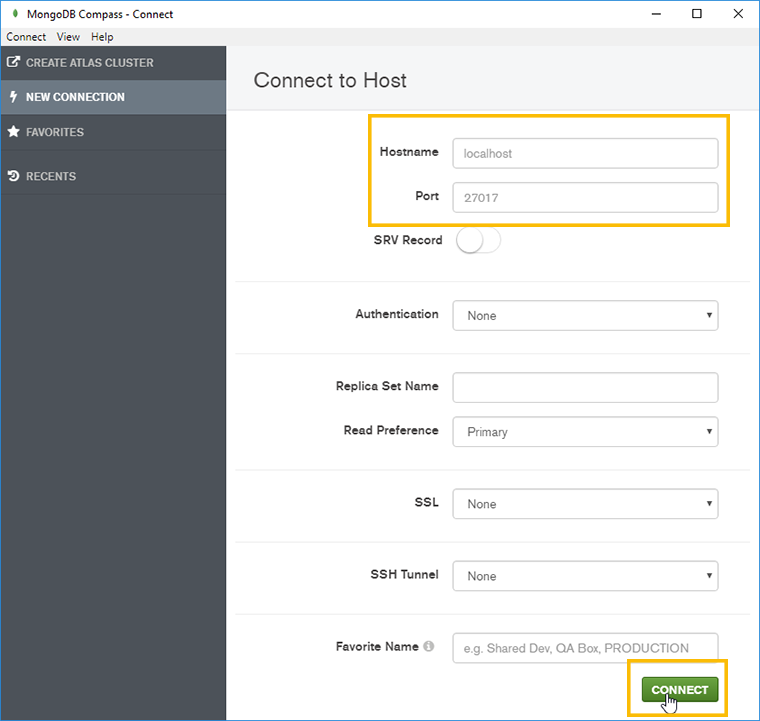 MongoDB Compass - Connect
Connect View Help
CREATE ATLAS CLUSTER
NEW CONNECTION
FAVORITES
RECENTS
Connect to Host
Hostname localhost
Port 27017
SRV Record
Authentication None
Replica Set Name
Read Preference Primary
SSL None
SSH Tunnel None
Favorite Name e.g. Shared Dev, QA Box, PRODUCTION
CONNECT